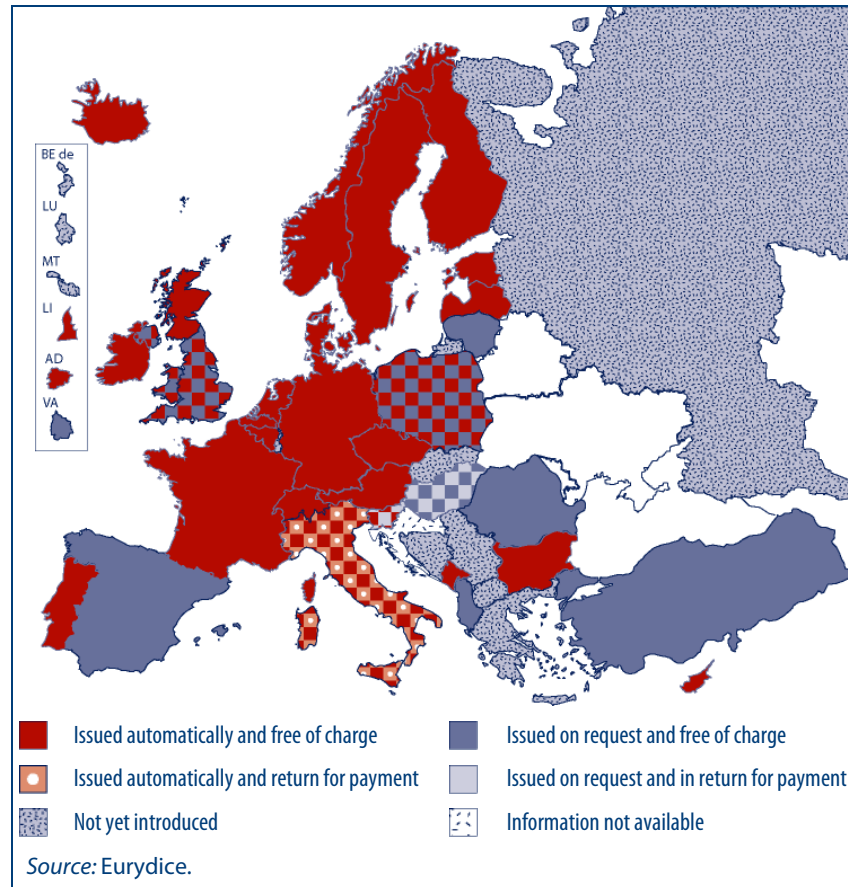 BE de
LU
MT
LI
AD
VA
Issued automatically and free of charge
Issued on request and free of charge
Issued automatically and return for payment
Issued on request and in return for payment
Not yet introduced
Information not available
Source: Eurydice.